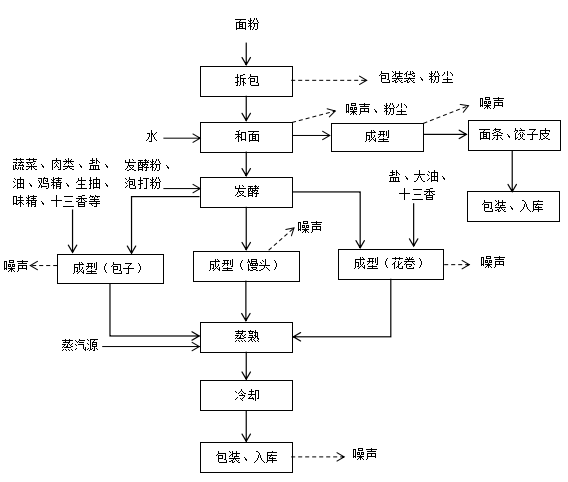 面粉
拆包
包装袋、粉尘
噪声、粉尘
噪声
水
和面
成型
面条、饺子皮
蔬菜、肉类、盐、
油、鸡精、生抽、
味精、十三香等
发酵粉、
泡打粉
发酵
盐、大油、
十三香
包装、入库
噪声
噪声
成型（包子）
成型（馒头）
成型（花卷）
噪声
蒸汽源
蒸熟
冷却
包装、入库
噪声